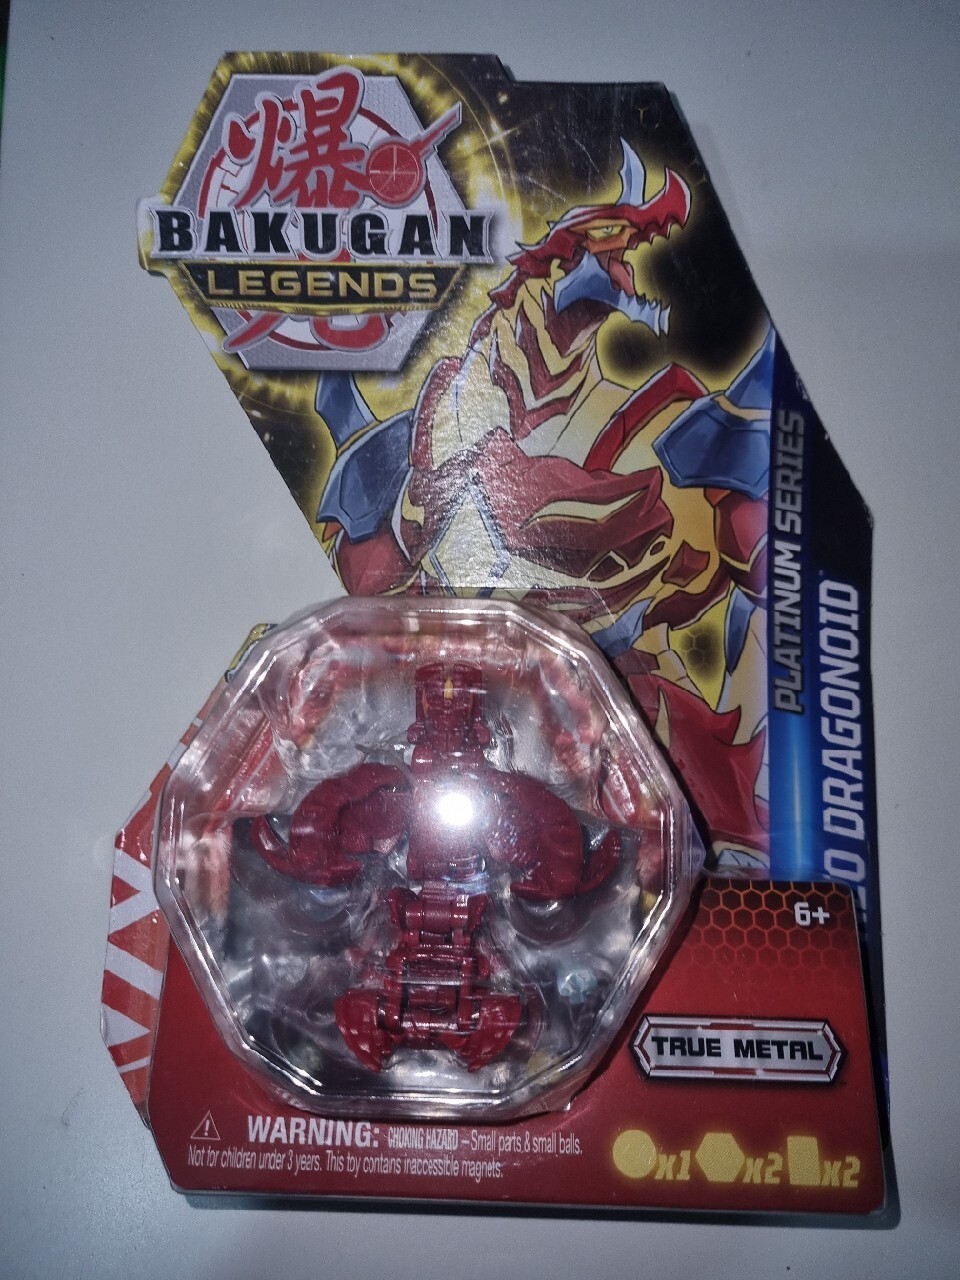 爆
BAKUGAN
LEGENDS
PLATINUM SERIES
DRAGONOID
6+
TRUE METAL
WARNING: CHOKING HAZARD – Small parts & small balls.
Not for children under 3 years. This toy contains inaccessible magnets.
x1 x2 x2